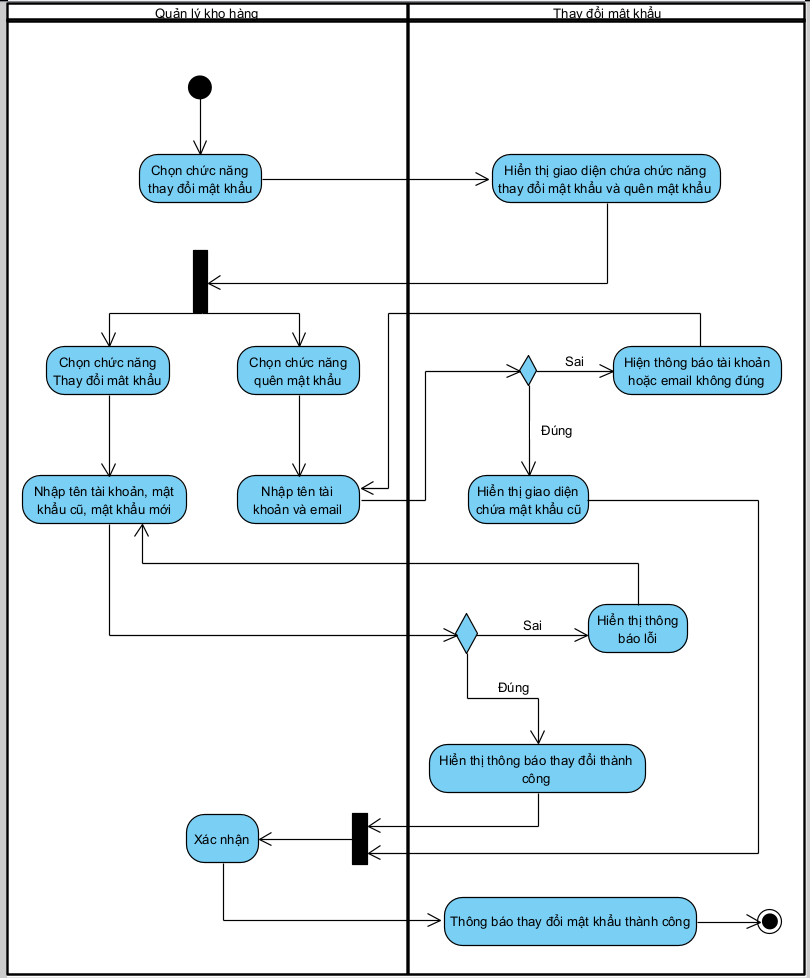 Quản lý kho hàng
Thay đổi mật khẩu
Chọn chức năng
thay đổi mật khẩu
Hiển thị giao diện chứa chức năng
thay đổi mật khẩu và quên mật khẩu
Chọn chức năng
Thay đổi mât khẩu
Chọn chức năng
quên mật khẩu
Sai
Hiện thông báo tài khoản
hoặc email không đúng
Đúng
Nhập tên tài khoản, mật
khẩu cũ, mật khẩu mới
Nhập tên tài
khoản và email
Hiển thị giao diện
chứa mật khẩu cũ
Sai
Hiển thị thông
báo lỗi
Đúng
Hiển thị thông báo thay đổi thành
công
Xác nhận
Thông báo thay đổi mật khẩu thành công